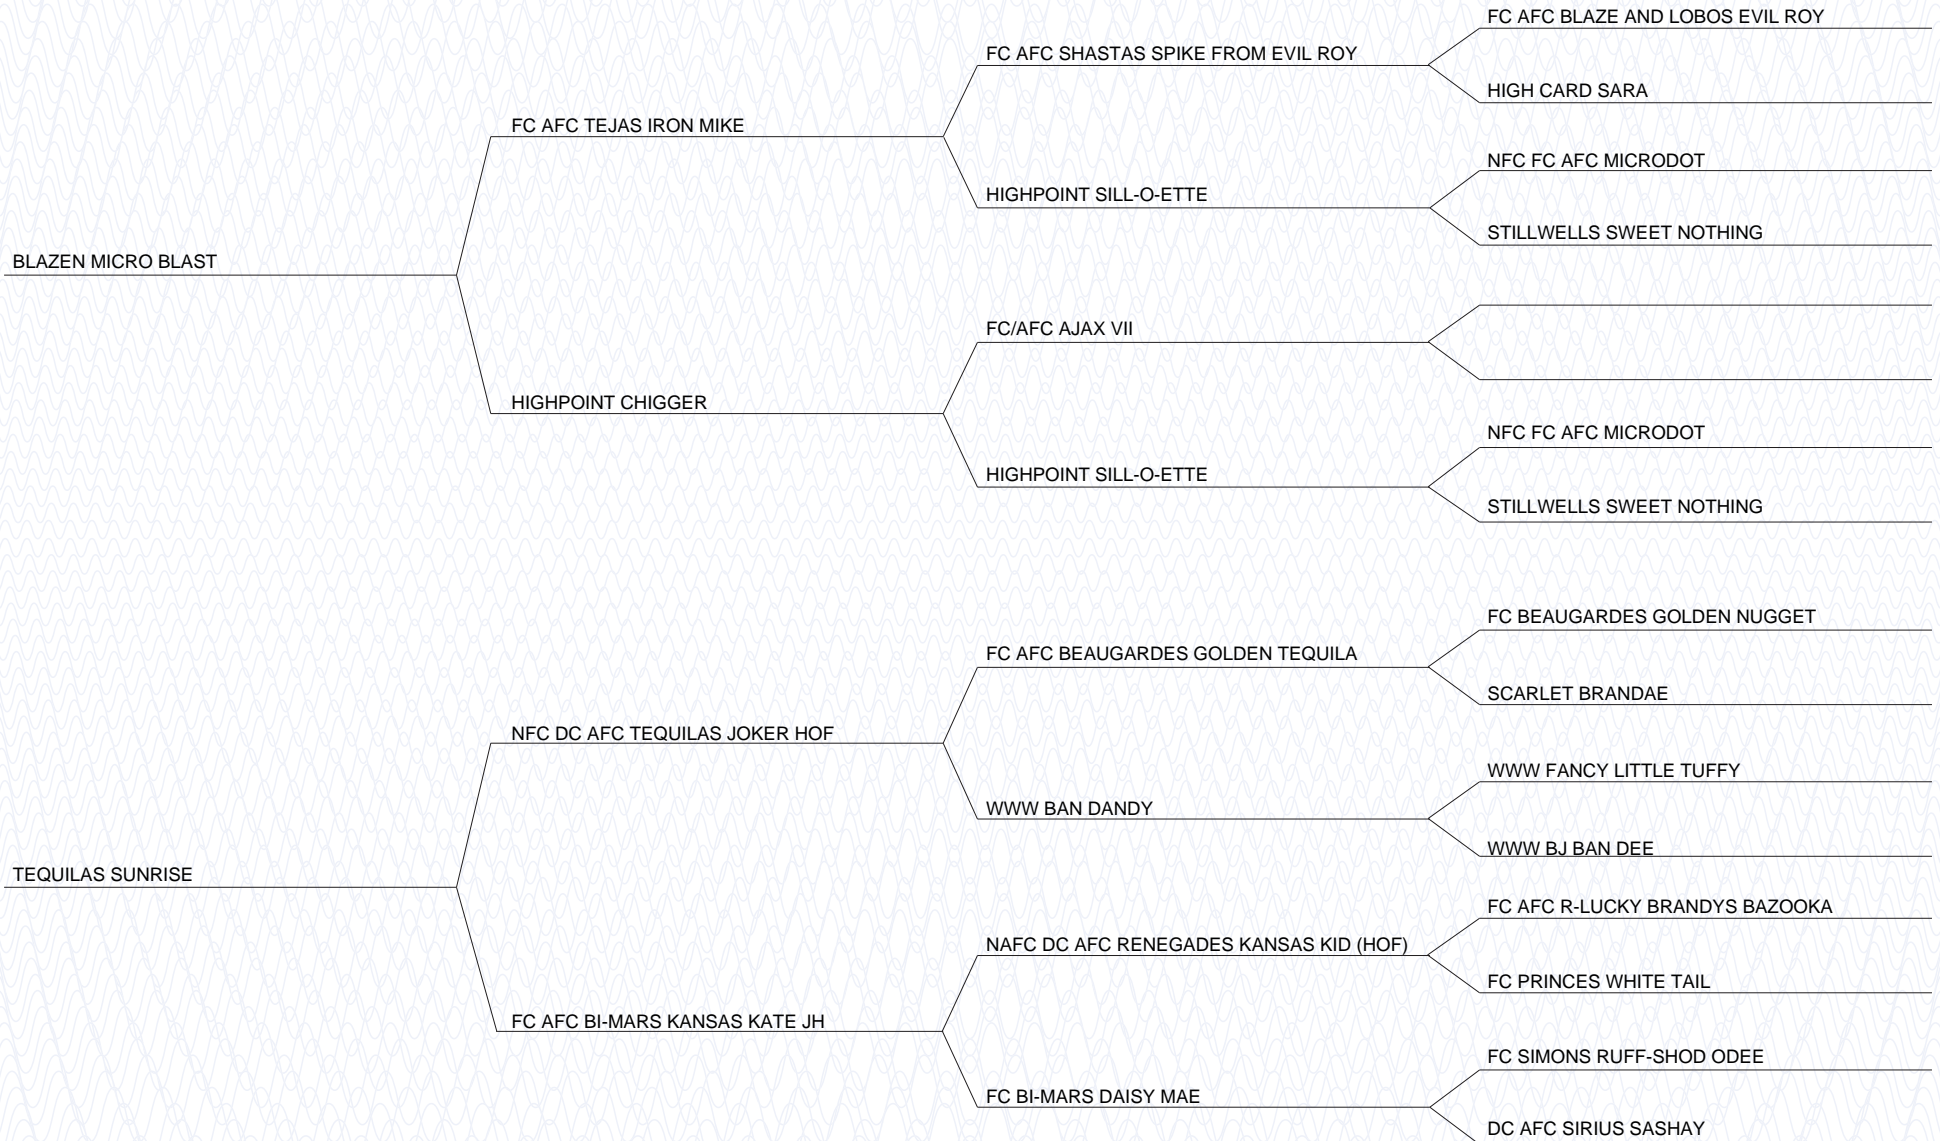 FC AFC BLAZE AND LOBOS EVIL ROY
FC AFC SHASTAS SPIKE FROM EVIL ROY
HIGH CARD SARA
FC AFC TEJAS IRON MIKE
NFC FC AFC MICRODOT
HIGHPOINT SILL-O-ETTE
STILLWELLS SWEET NOTHING
BLAZEN MICRO BLAST
FC/AFC AJAX VII
HIGHPOINT CHIGGER
NFC FC AFC MICRODOT
HIGHPOINT SILL-O-ETTE
STILLWELLS SWEET NOTHING
FC BEAUGARDES GOLDEN NUGGET
FC AFC BEAUGARDES GOLDEN TEQUILA
SCARLET BRANDAE
NFC DC AFC TEQUILAS JOKER HOF
WWW FANCY LITTLE TUFFY
WWW BAN DANDY
WWW BJ BAN DEE
TEQUILAS SUNRISE
FC AFC R-LUCKY BRANDYS BAZOOKA
NAFC DC AFC RENEGADES KANSAS KID (HOF)
FC PRINCES WHITE TAIL
FC AFC BI-MARS KANSAS KATE JH
FC SIMONS RUFF-SHOD ODEE
FC BI-MARS DAISY MAE
DC AFC SIRIUS SASHAY